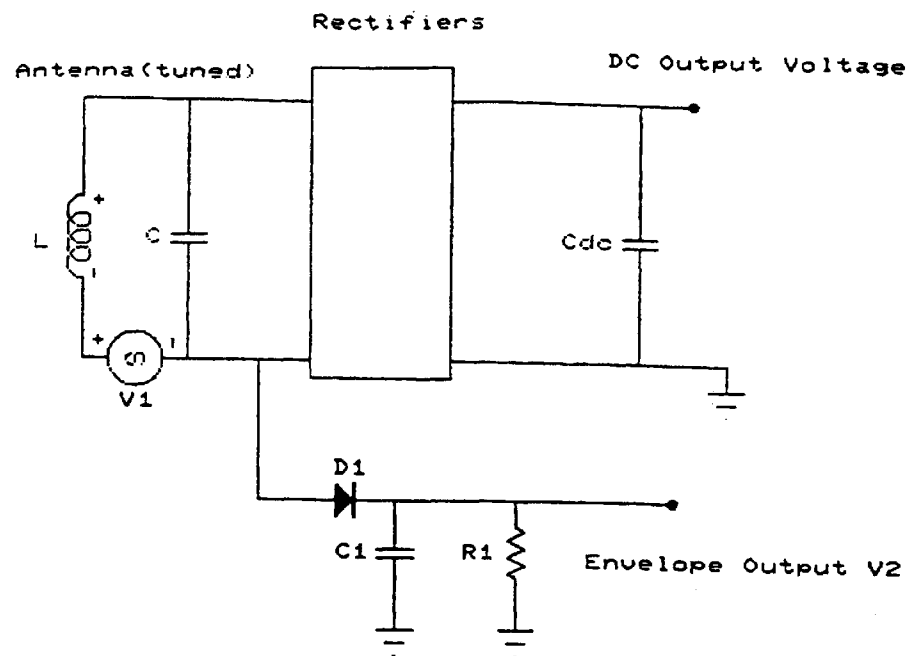 Rectifiers
Antenna(tuned)
DC Output Voltage
+
L
-
C
Cdc
+
-
S
V1
D1
C1
R1
Envelope Output V2